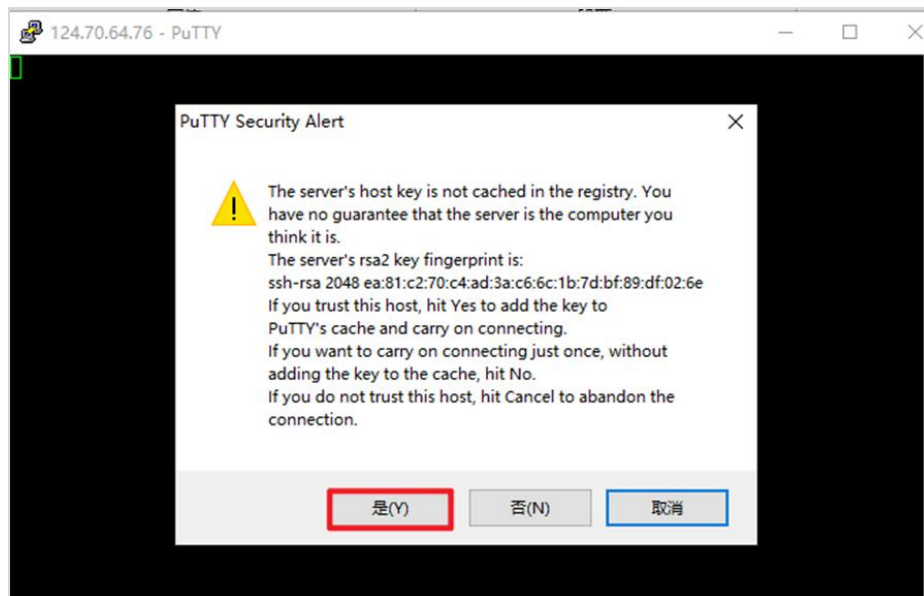 124.70.64.76 - PuTTY
PuTTY Security Alert
The server's host key is not cached in the registry. You
have no guarantee that the server is the computer you
think it is.
The server's rsa2 key fingerprint is:
ssh-rsa 2048 ea:81:c2:70:c4:ad:3a:c6:6c:1b:7d:bf:89:df:02:6e
If you trust this host, hit Yes to add the key to
PuTTY's cache and carry on connecting.
If you want to carry on connecting just once, without
adding the key to the cache, hit No.
If you do not trust this host, hit Cancel to abandon the
connection.
是(Y)
否(N)
取消